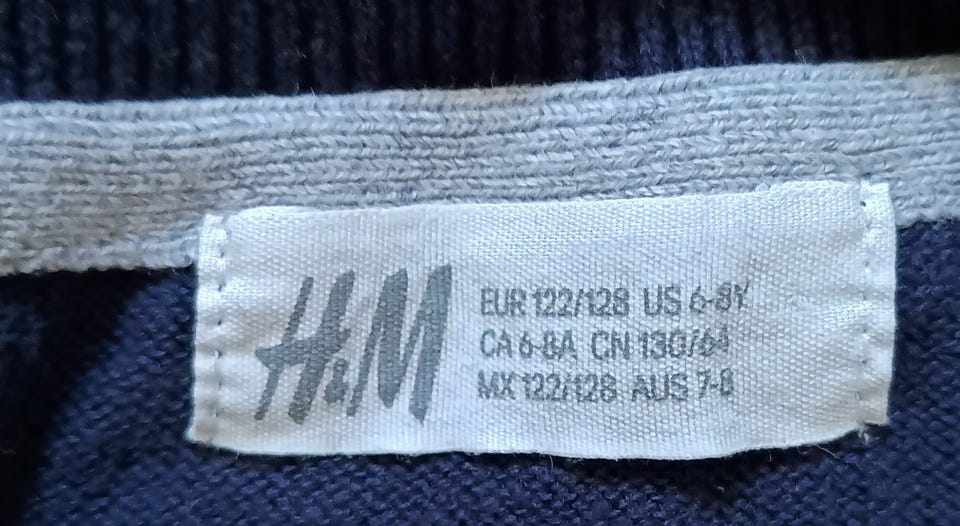 H&M
EUR 122/128 US 6-8Y
CA 6-8A CN 130/64
MX 122/128 AUS 7-8